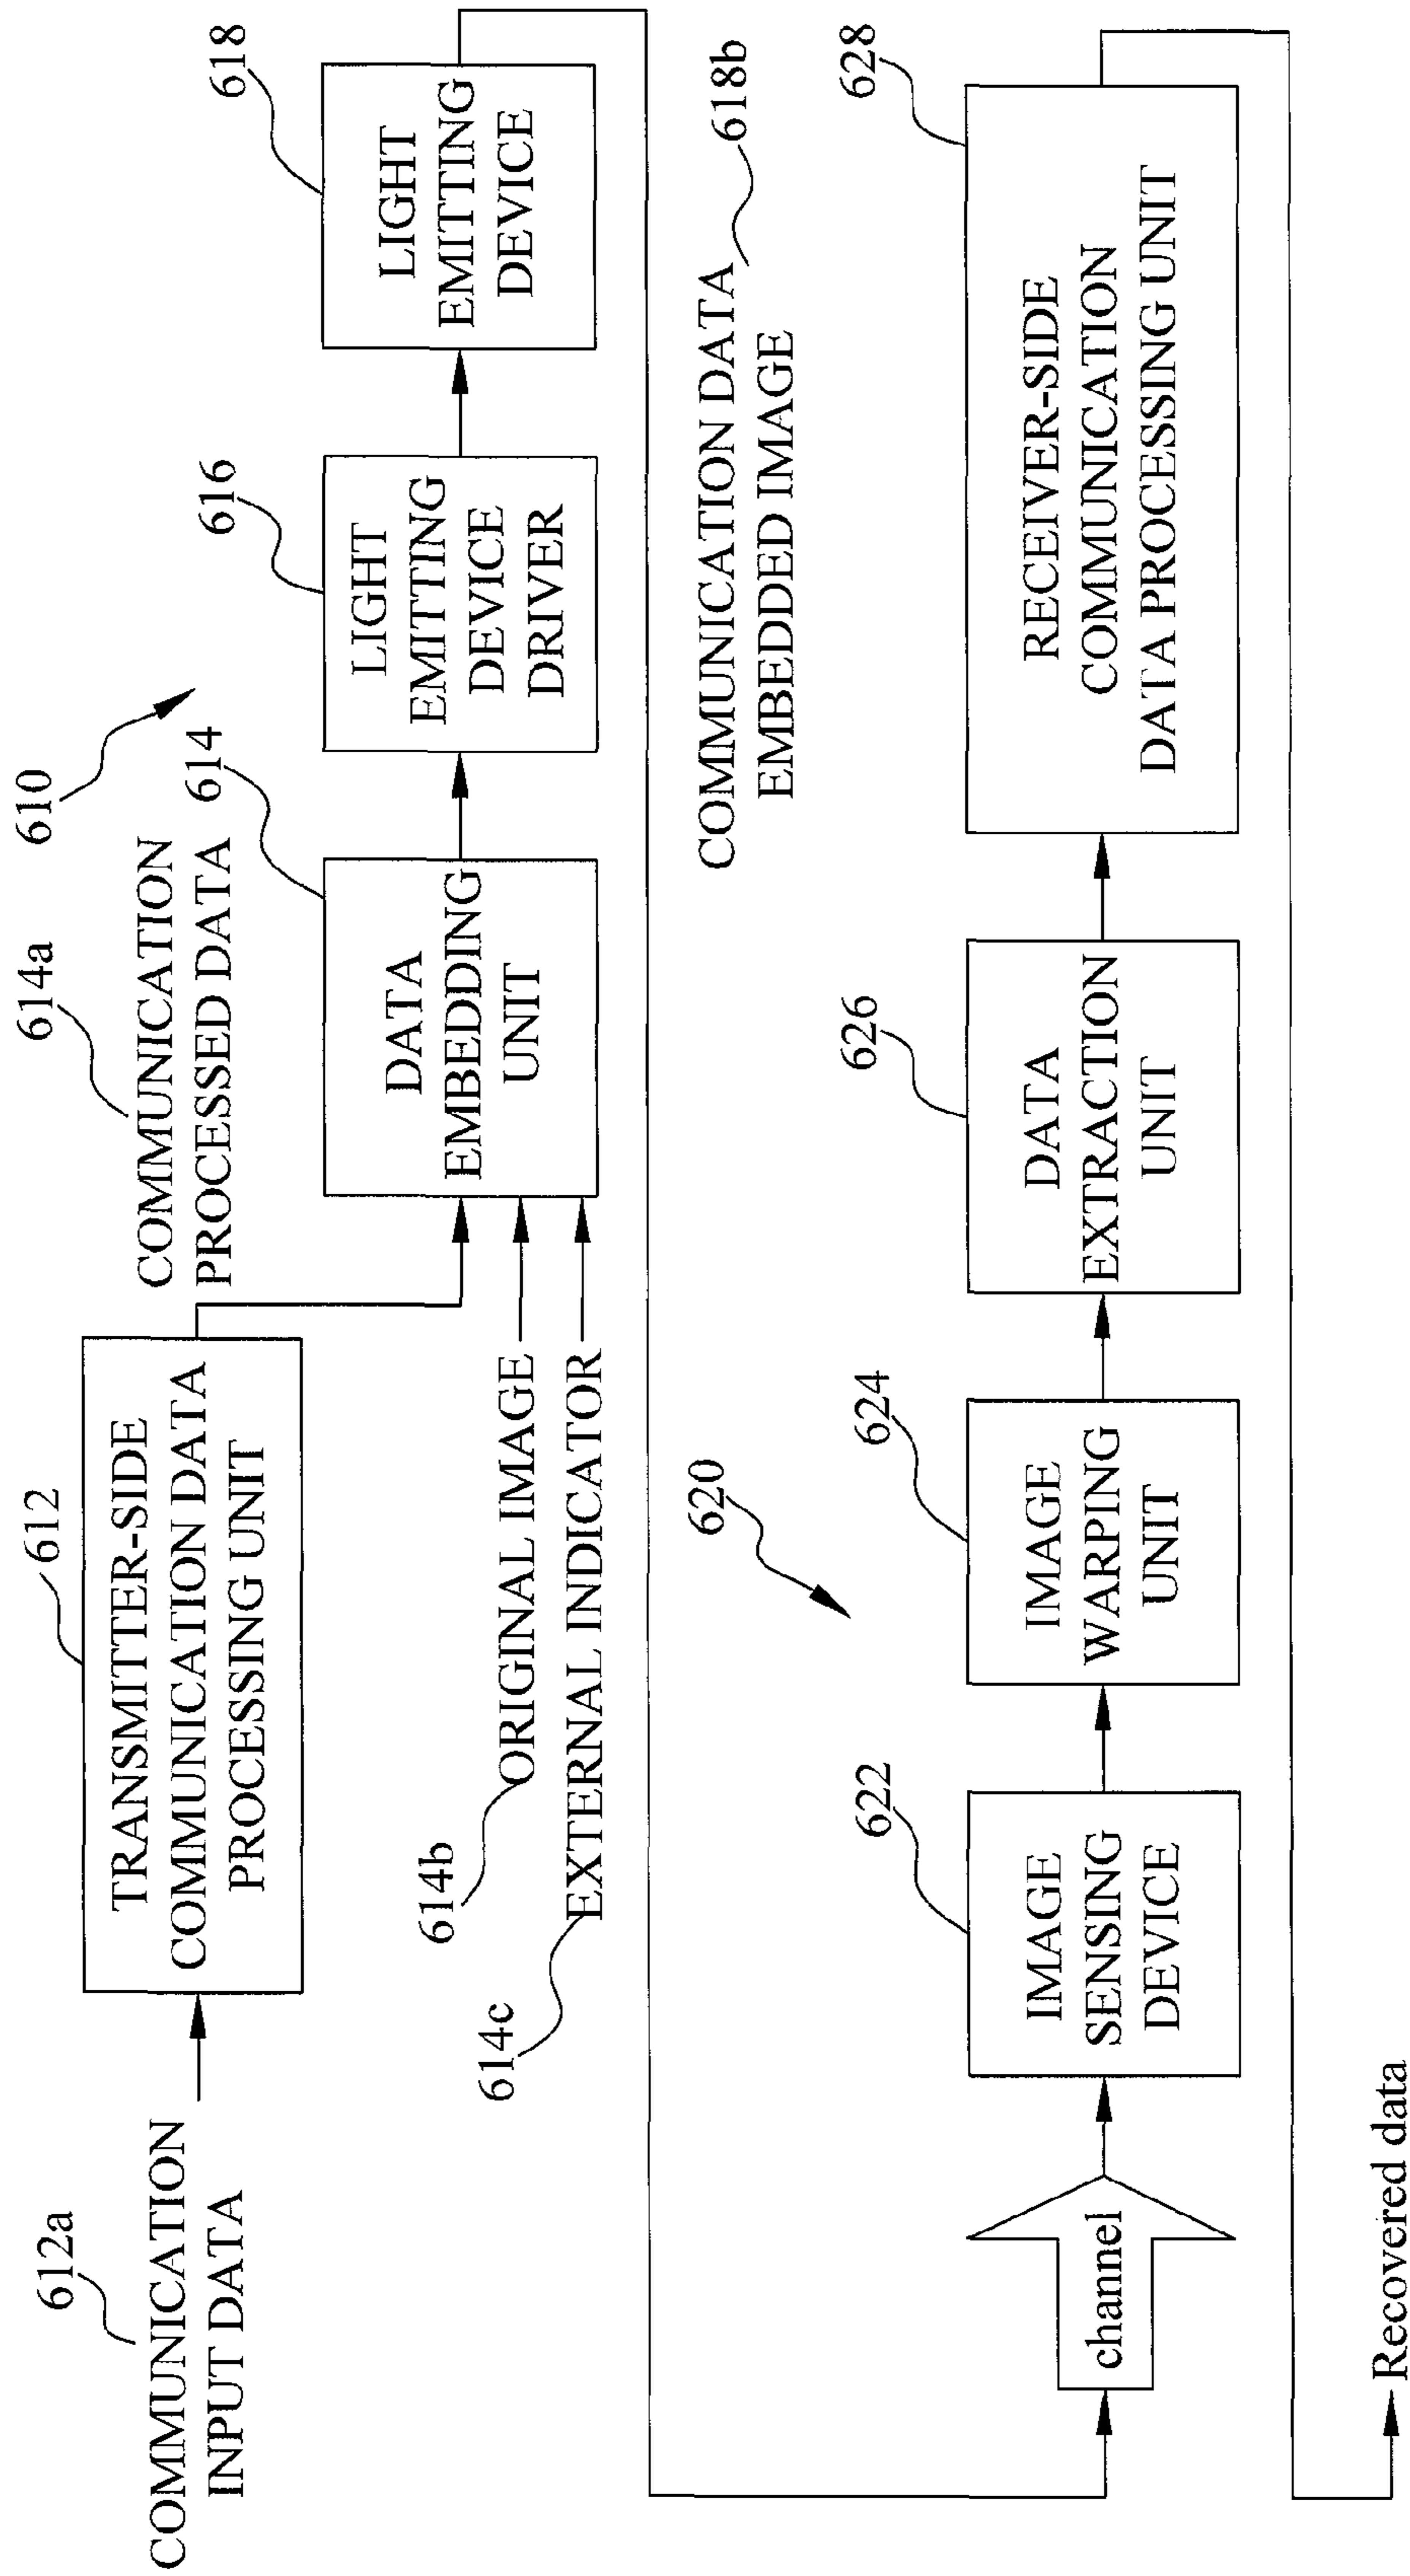 612a
COMMUNICATION
INPUT DATA
612
TRANSMITTER-SIDE
COMMUNICATION DATA
PROCESSING UNIT
614a
COMMUNICATION
PROCESSED DATA
610
614b
ORIGINAL IMAGE
614c
EXTERNAL INDICATOR
614
DATA
EMBEDDING
UNIT
616
LIGHT
EMITTING
DEVICE
DRIVER
618
LIGHT
EMITTING
DEVICE
618b
COMMUNICATION DATA
EMBEDDED IMAGE
620
channel
622
IMAGE
SENSING
DEVICE
624
IMAGE
WARPING
UNIT
626
DATA
EXTRACTION
UNIT
628
RECEIVER-SIDE
COMMUNICATION
DATA PROCESSING UNIT
Recovered data